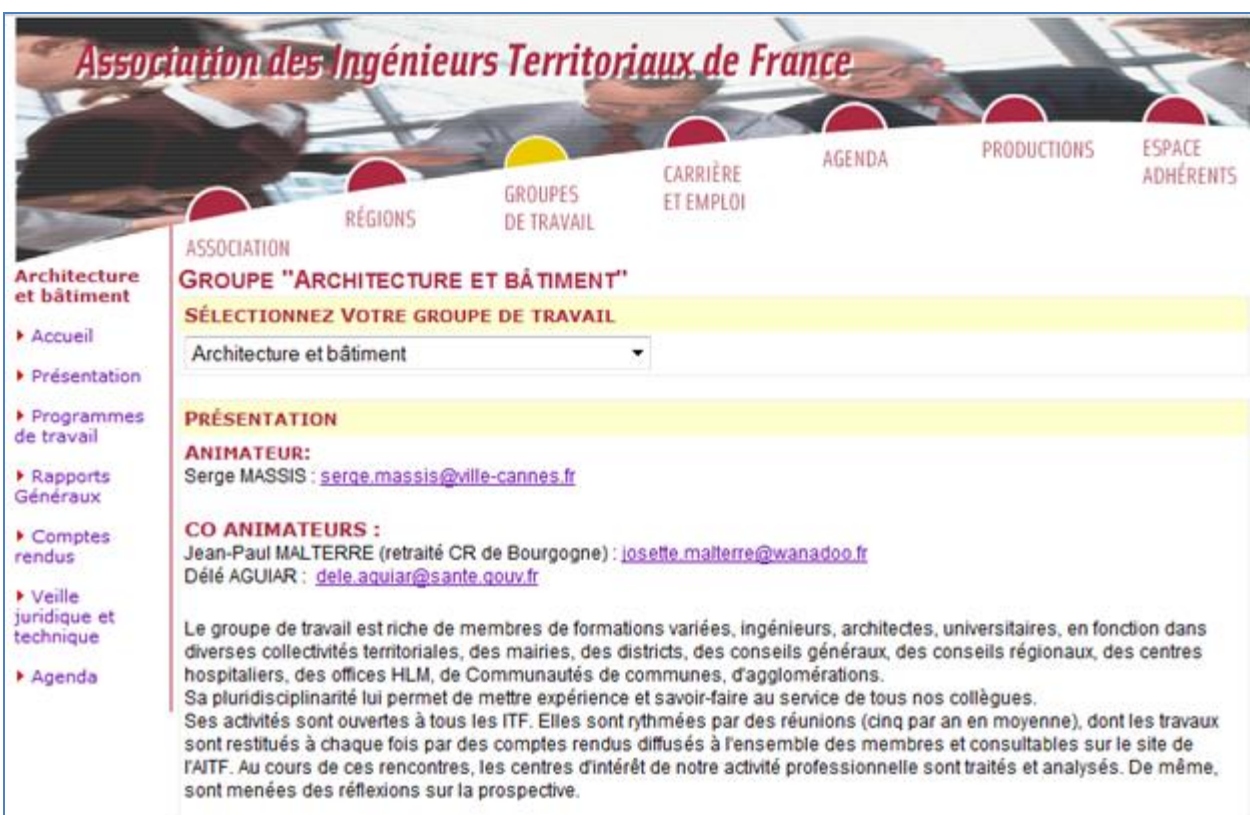 Association des Ingénieurs Territoriaux de France
ASSOCIATION
RÉGIONS
GROUPES
DE TRAVAIL
CARRIÈRE
ET EMPLOI
AGENDA
PRODUCTIONS
ESPACE
ADHÉRENTS
Architecture
et bâtiment
Accueil
Présentation
Programmes
de travail
Rapports
Généraux
Comptes
rendus
Veille
juridique et
technique
Agenda
GROUPE "ARCHITECTURE ET BÂTIMENT"
SÉLECTIONNEZ VOTRE GROUPE DE TRAVAIL
Architecture et bâtiment
PRÉSENTATION
ANIMATEUR:
Serge MASSIS : serge.massis@ville-cannes.fr
CO ANIMATEURS :
Jean-Paul MALTERRE (retraité CR de Bourgogne) : josette.malterre@wanadoo.fr
Délé AGUIAR : dele.aguiar@sante.gouv.fr
Le groupe de travail est riche de membres de formations variées, ingénieurs, architectes, universitaires, en fonction dans
diverses collectivités territoriales, des mairies, des districts, des conseils généraux, des conseils régionaux, des centres
hospitaliers, des offices HLM, de Communautés de communes, d'agglomérations.
Sa pluridisciplinarité lui permet de mettre expérience et savoir-faire au service de tous nos collègues.
Ses activités sont ouvertes à tous les ITF. Elles sont rythmées par des réunions (cinq par an en moyenne), dont les travaux
sont restitués à chaque fois par des comptes rendus diffusés à l'ensemble des membres et consultables sur le site de
l'AITF. Au cours de ces rencontres, les centres d'intérêt de notre activité professionnelle sont traités et analysés. De même,
sont menées des réflexions sur la prospective.